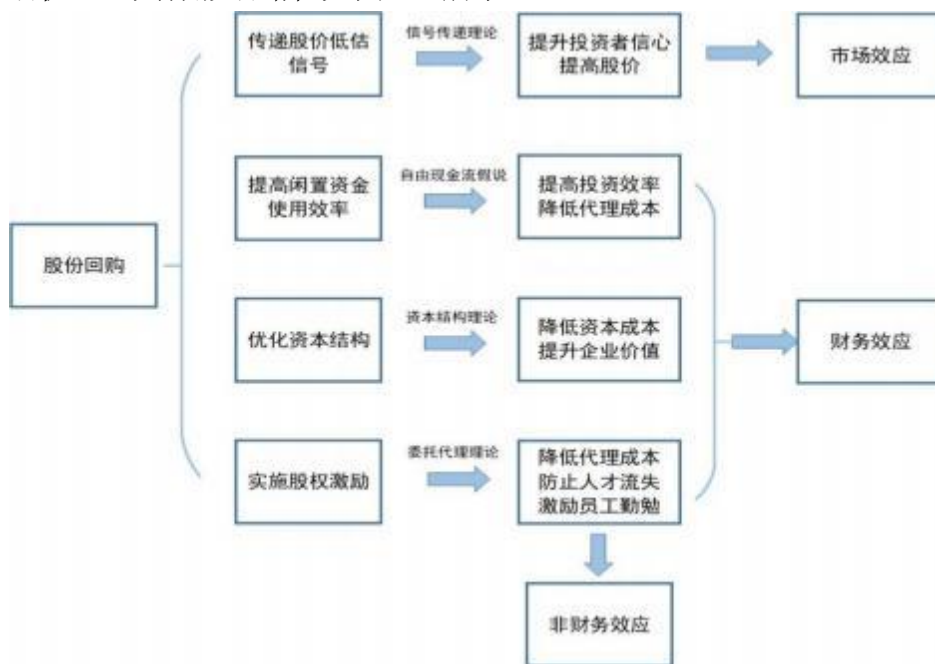 传递股价低估
信号
信号传递理论
提升投资者信心
提高股价
市场效应
提高闲置资金
使用效率
自由现金流假说
提高投资效率
降低代理成本
股份回购
优化资本结构
资本结构理论
降低资本成本
提升企业价值
财务效应
实施股权激励
委托代理理论
降低代理成本
防止人才流失
激励员工勤勉
非财务效应